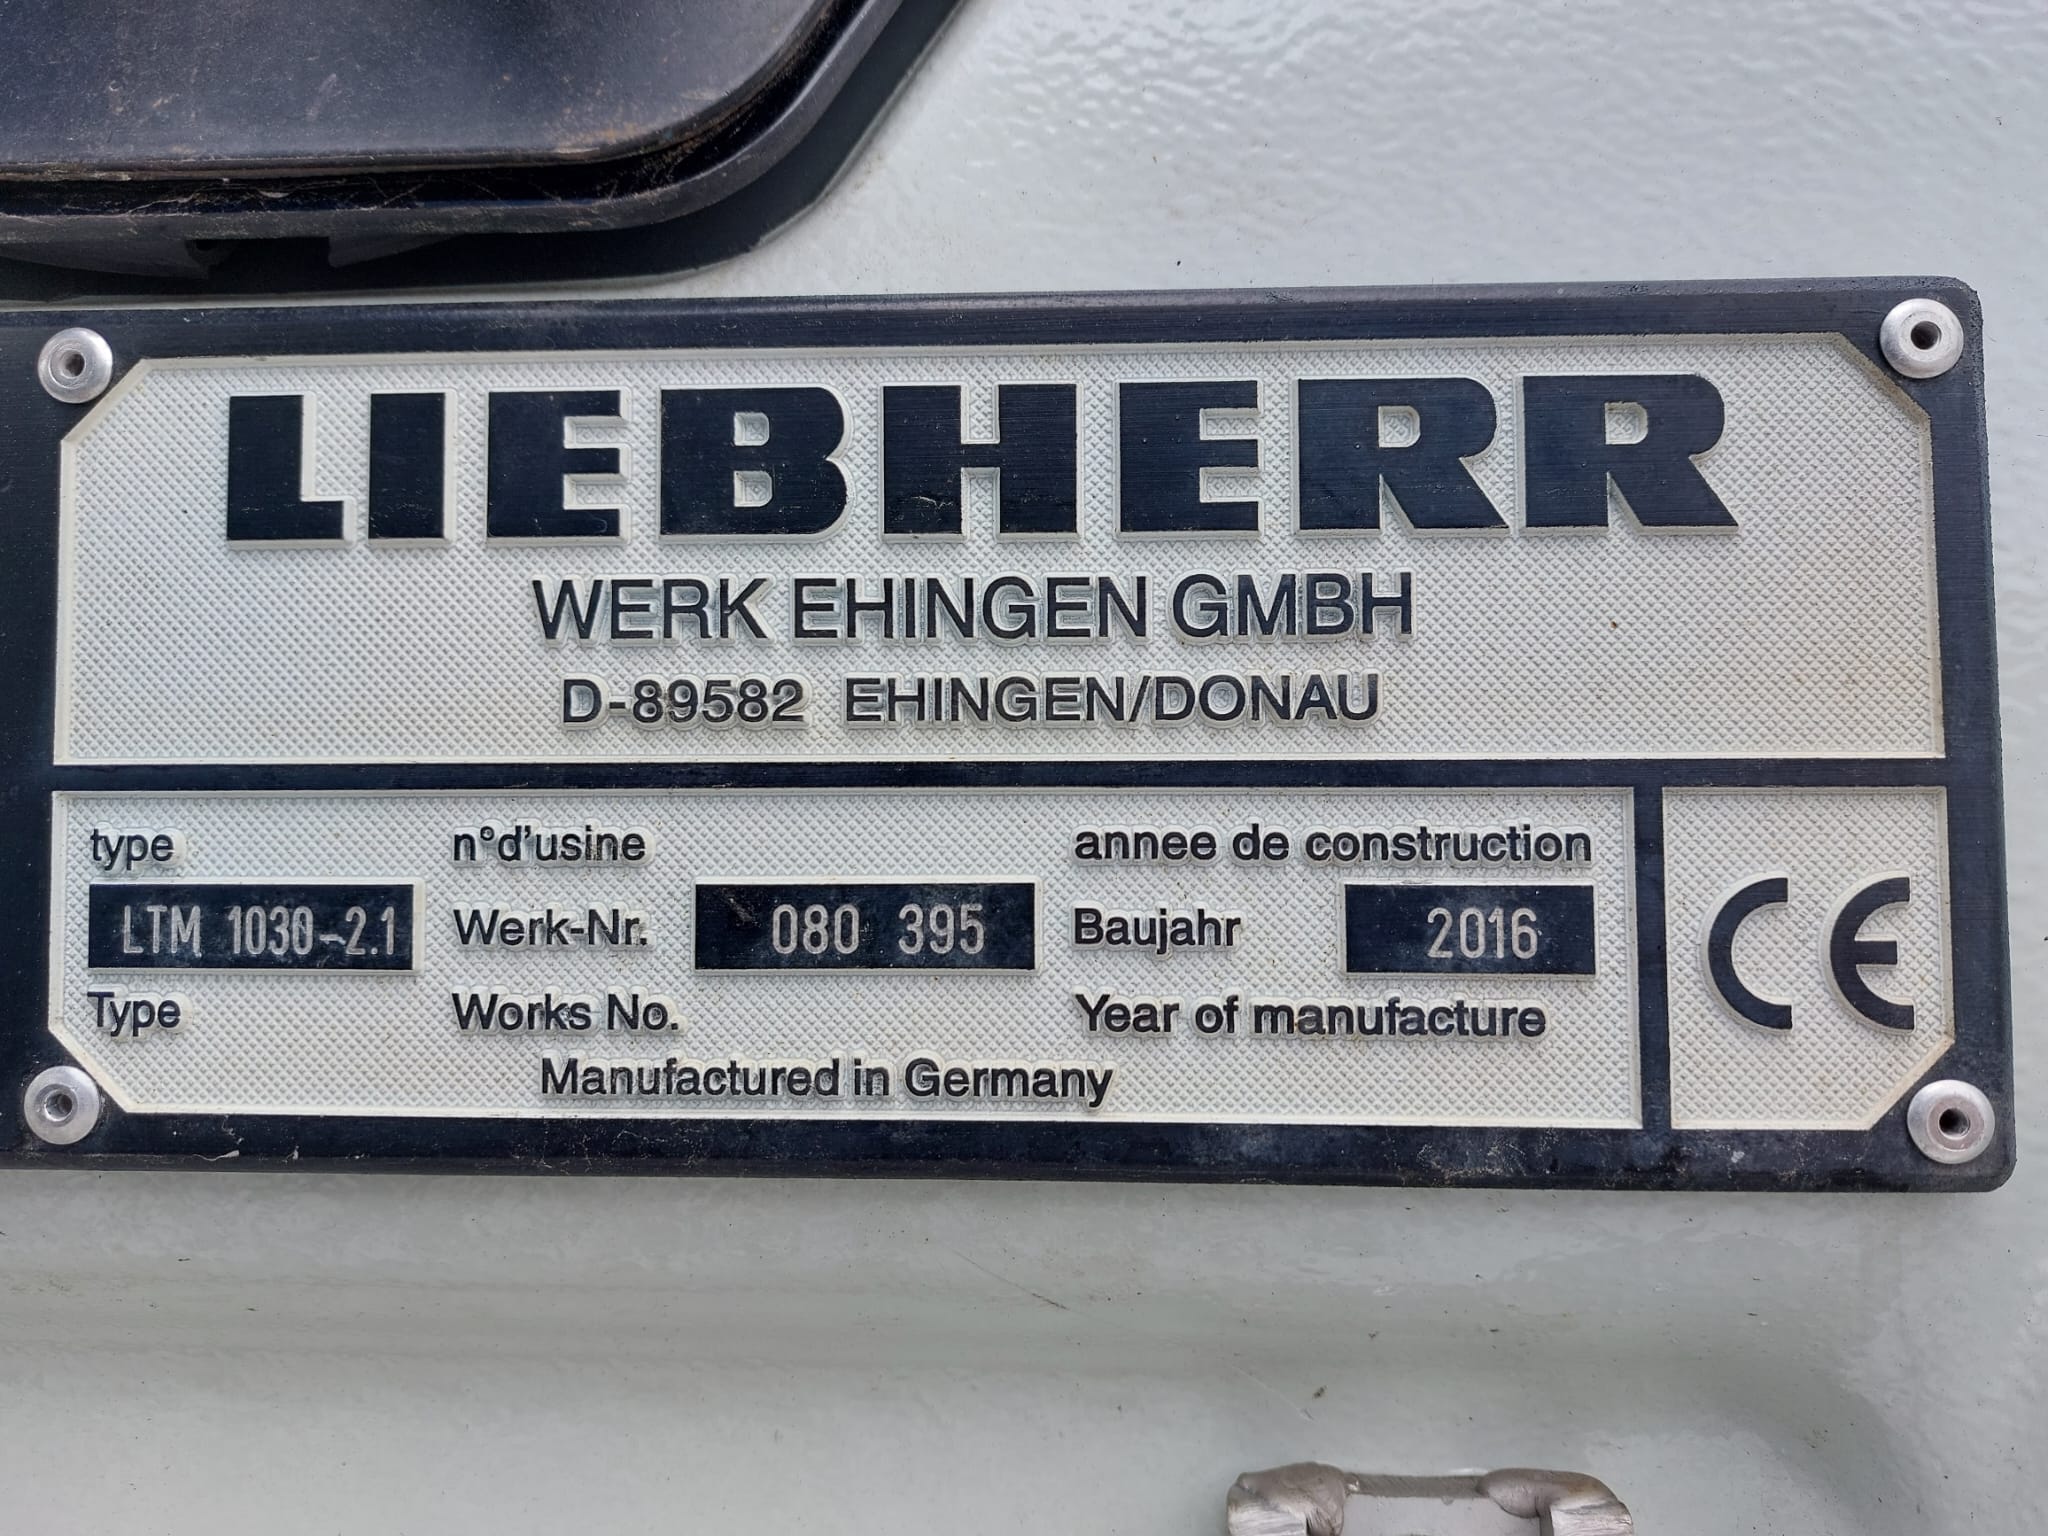 LIEBHERR
WERK EHINGEN GMBH
D-89582 EHINGEN/DONAU
type n°d'usine annee de construction
LTM 1030-2.1 Werk-Nr. 080 395 Baujahr 2016
Type Works No. Year of manufacture
Manufactured in Germany
CE